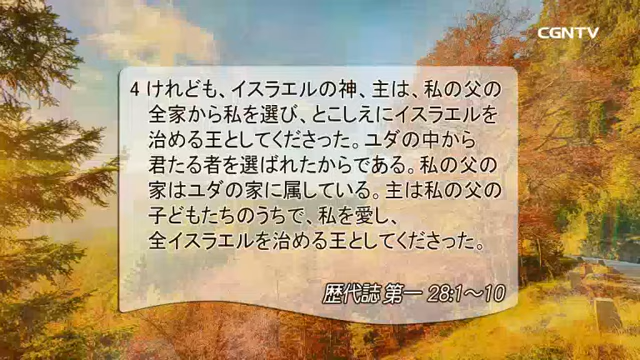 CGNTV
4 けれども、イスラエルの神、主は、私の父の
全家から私を選び、とこしえにイスラエルを
治める王としてくださった。ユダの中から
君たる者を選ばれたからである。私の父の
家はユダの家に属している。主は私の父の
子どもたちのうちで、私を愛し、
全イスラエルを治める王としてくださった。
歴代誌 第一 28:1〜10